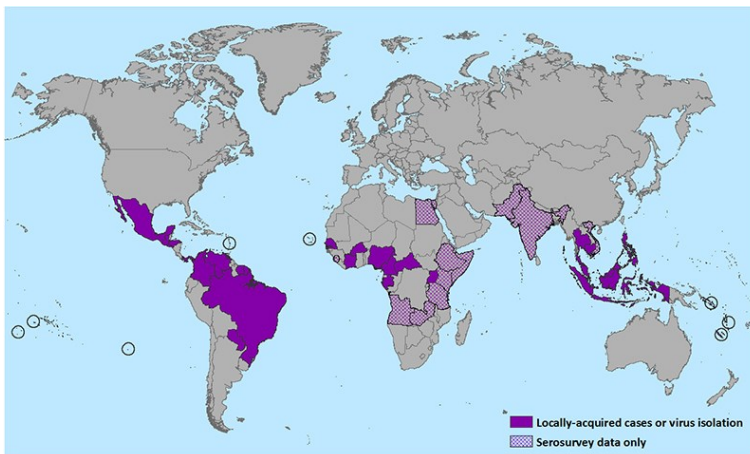 Locally-acquired cases or virus isolation
Serosurvey data only